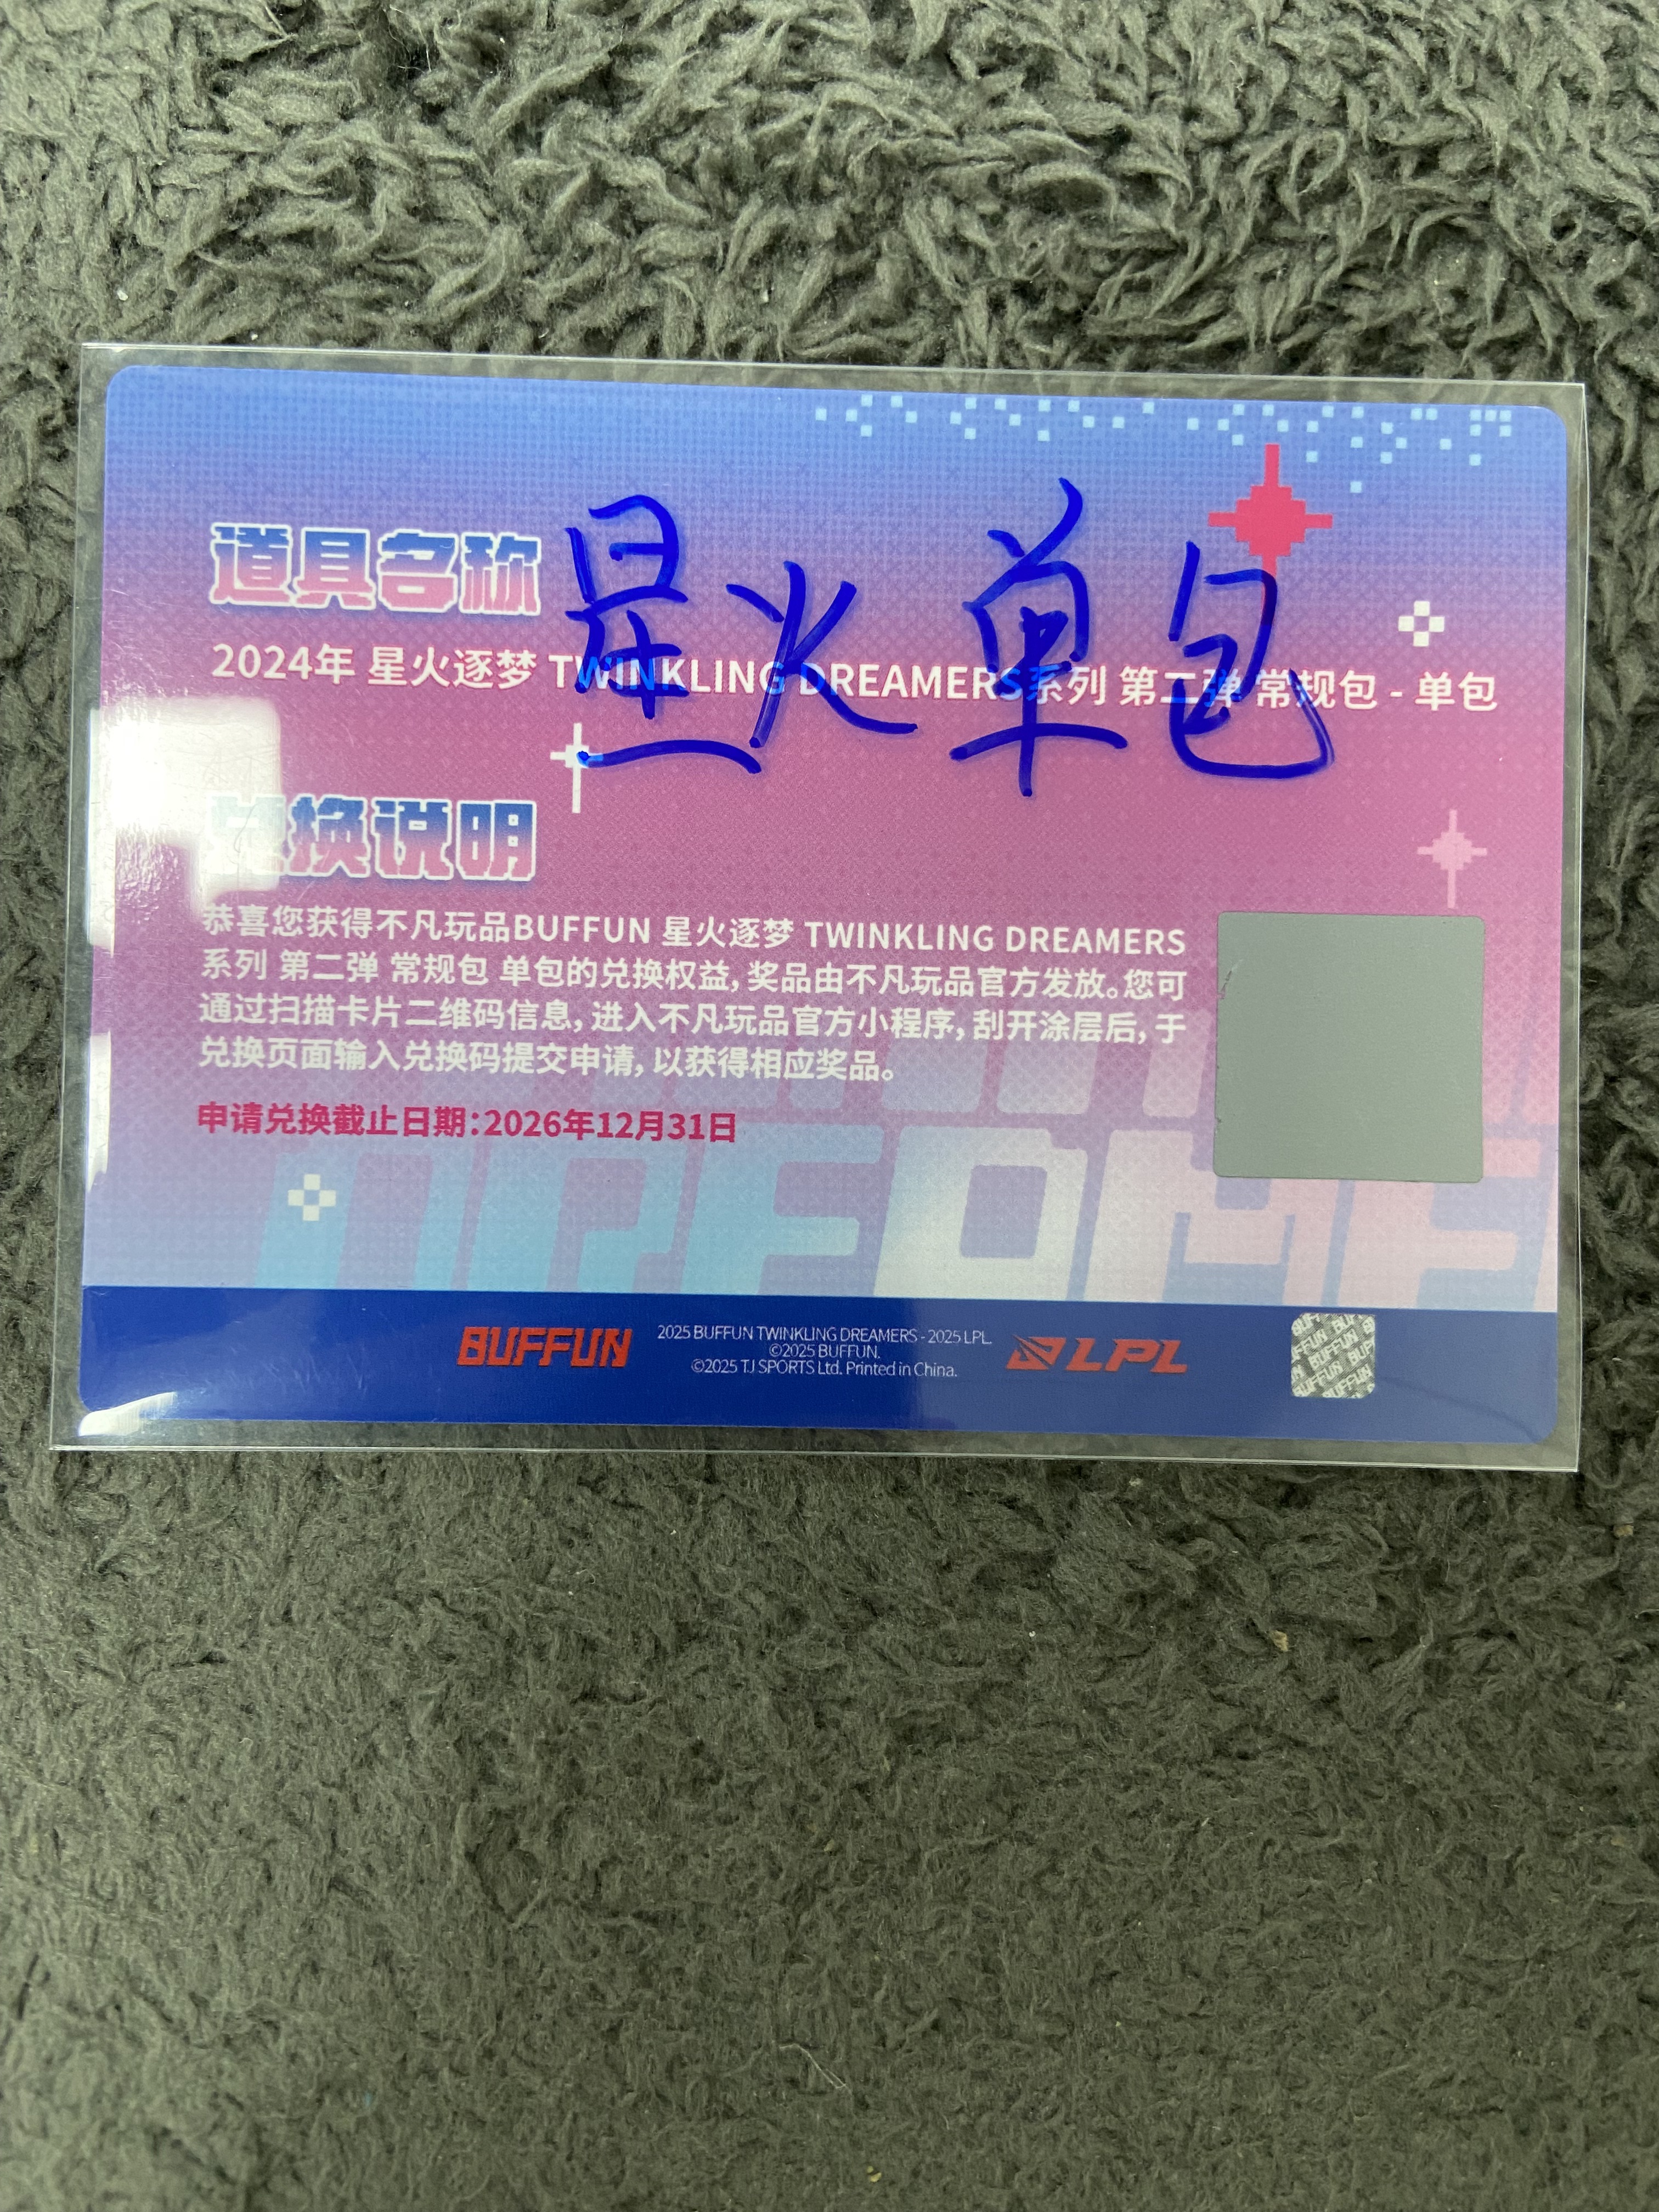 道具名称
星火单包
2024年 星火逐梦 TWINKLING DREAMERS系列 第二弹 常规包 - 单包
兑换说明
恭喜您获得不凡玩品BUFFUN 星火逐梦 TWINKLING DREAMERS
系列 第二弹 常规包 单包的兑换权益，奖品由不凡玩品官方发放。您可
通过扫描卡片二维码信息，进入不凡玩品官方小程序，刮开涂层后，于
兑换页面输入兑换码提交申请，以获得相应奖品。
申请兑换截止日期：2026年12月31日
BUFFUN
2025 BUFFUN TWINKLING DREAMERS - 2025 LPL.
©2025 BUFFUN.
©2025 TJ SPORTS Ltd. Printed in China.
LPL
BUFFUN